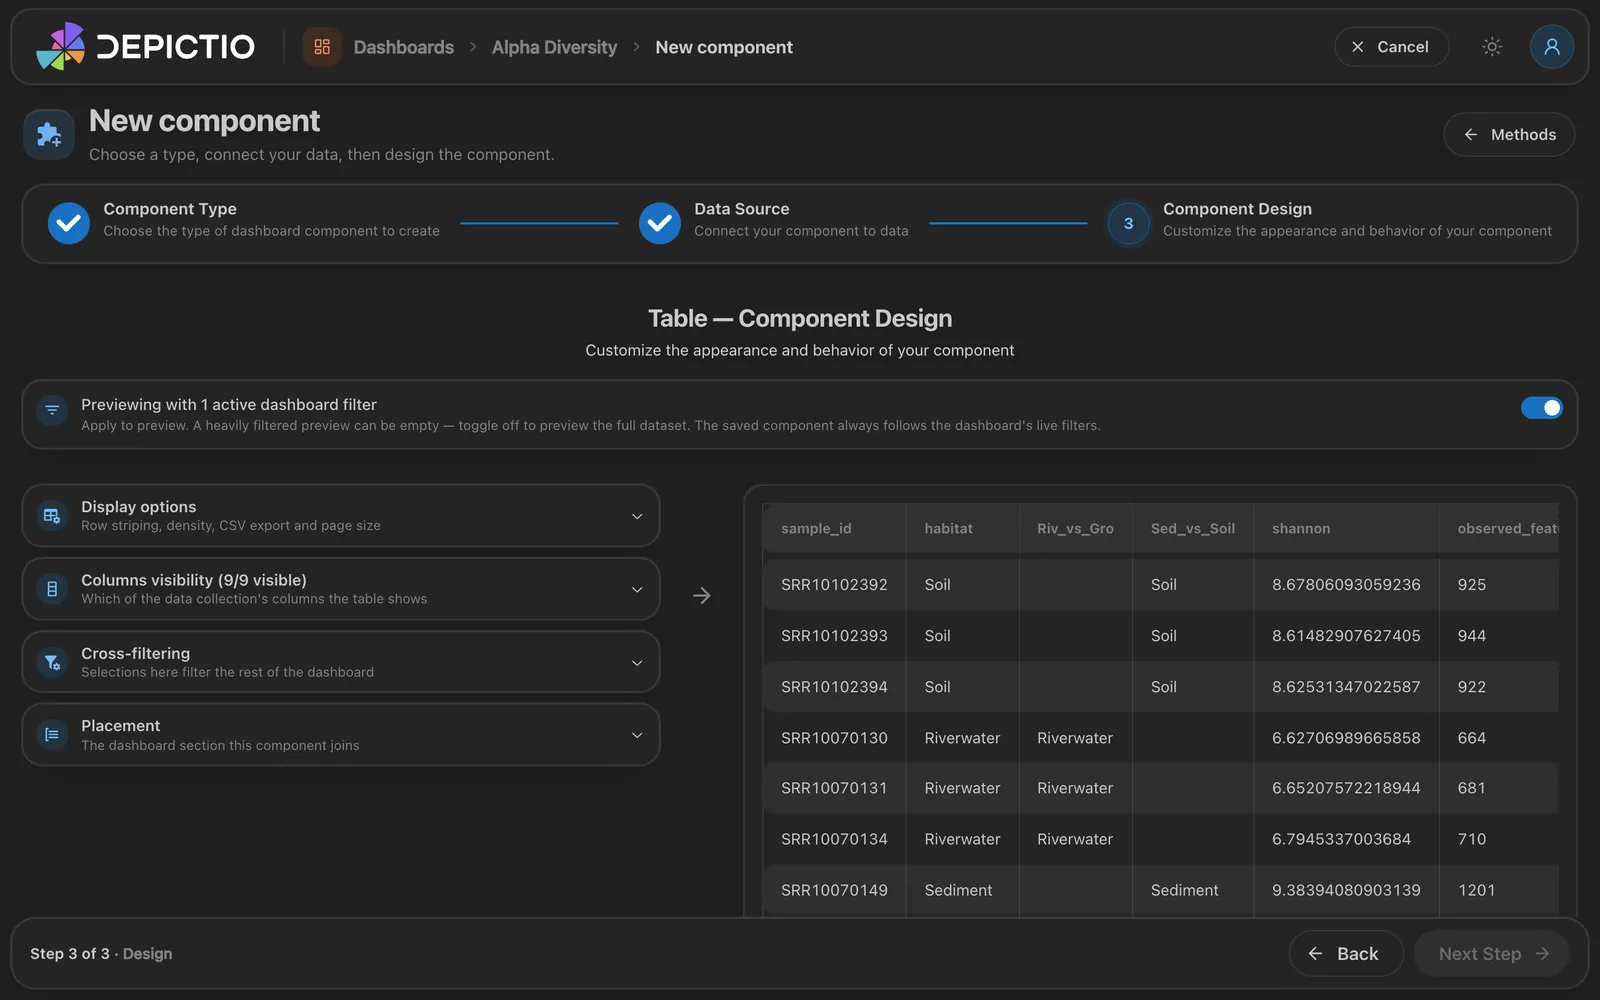 DEPICTIO
Dashboards > Alpha Diversity > New component
Cancel
New component
Choose a type, connect your data, then design the component.
Methods
Component Type
Choose the type of dashboard component to create
Data Source
Connect your component to data
3
Component Design
Customize the appearance and behavior of your component
Table — Component Design
Customize the appearance and behavior of your component
Previewing with 1 active dashboard filter
Apply to preview. A heavily filtered preview can be empty — toggle off to preview the full dataset. The saved component always follows the dashboard's live filters.
Display options
Row striping, density, CSV export and page size
Columns visibility (9/9 visible)
Which of the data collection's columns the table shows
Cross-filtering
Selections here filter the rest of the dashboard
Placement
The dashboard section this component joins
sample_id habitat Riv_vs_Gro Sed_vs_Soil shannon observed_feat
SRR10102392 Soil Soil 8.67806093059236 925
SRR10102393 Soil Soil 8.61482907627405 944
SRR10102394 Soil Soil 8.62531347022587 922
SRR10070130 Riverwater Riverwater 6.62706989665858 664
SRR10070131 Riverwater Riverwater 6.65207572218944 681
SRR10070134 Riverwater Riverwater 6.7945337003684 710
SRR10070149 Sediment Sediment 9.38394080903139 1201
Step 3 of 3 · Design
Back
Next Step